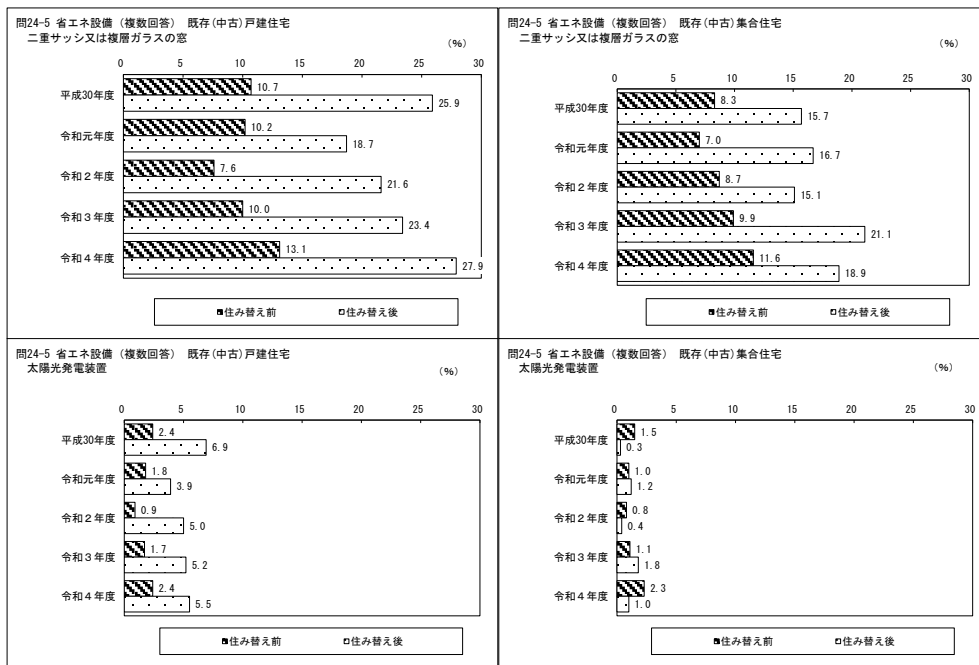 問24-5 省エネ設備（複数回答） 既存(中古)戸建住宅
二重サッシ又は複層ガラスの窓
(%)
0 5 10 15 20 25 30
平成30年度 10.7
25.9
令和元年度 10.2
18.7
令和２年度 7.6
21.6
令和３年度 10.0
23.4
令和４年度 13.1
27.9
住み替え前 住み替え後
問24-5 省エネ設備（複数回答） 既存(中古)集合住宅
二重サッシ又は複層ガラスの窓
(%)
0 5 10 15 20 25 30
平成30年度 8.3
15.7
令和元年度 7.0
16.7
令和２年度 8.7
15.1
令和３年度 9.9
21.1
令和４年度 11.6
18.9
住み替え前 住み替え後
問24-5 省エネ設備（複数回答） 既存(中古)戸建住宅
太陽光発電装置
(%)
0 5 10 15 20 25 30
平成30年度 2.4
6.9
令和元年度 1.8
3.9
令和２年度 0.9
5.0
令和３年度 1.7
5.2
令和４年度 2.4
5.5
住み替え前 住み替え後
問24-5 省エネ設備（複数回答） 既存(中古)集合住宅
太陽光発電装置
(%)
0 5 10 15 20 25 30
平成30年度 1.5
0.3
令和元年度 1.0
1.2
令和２年度 0.8
0.4
令和３年度 1.1
1.8
令和４年度 2.3
1.0
住み替え前 住み替え後